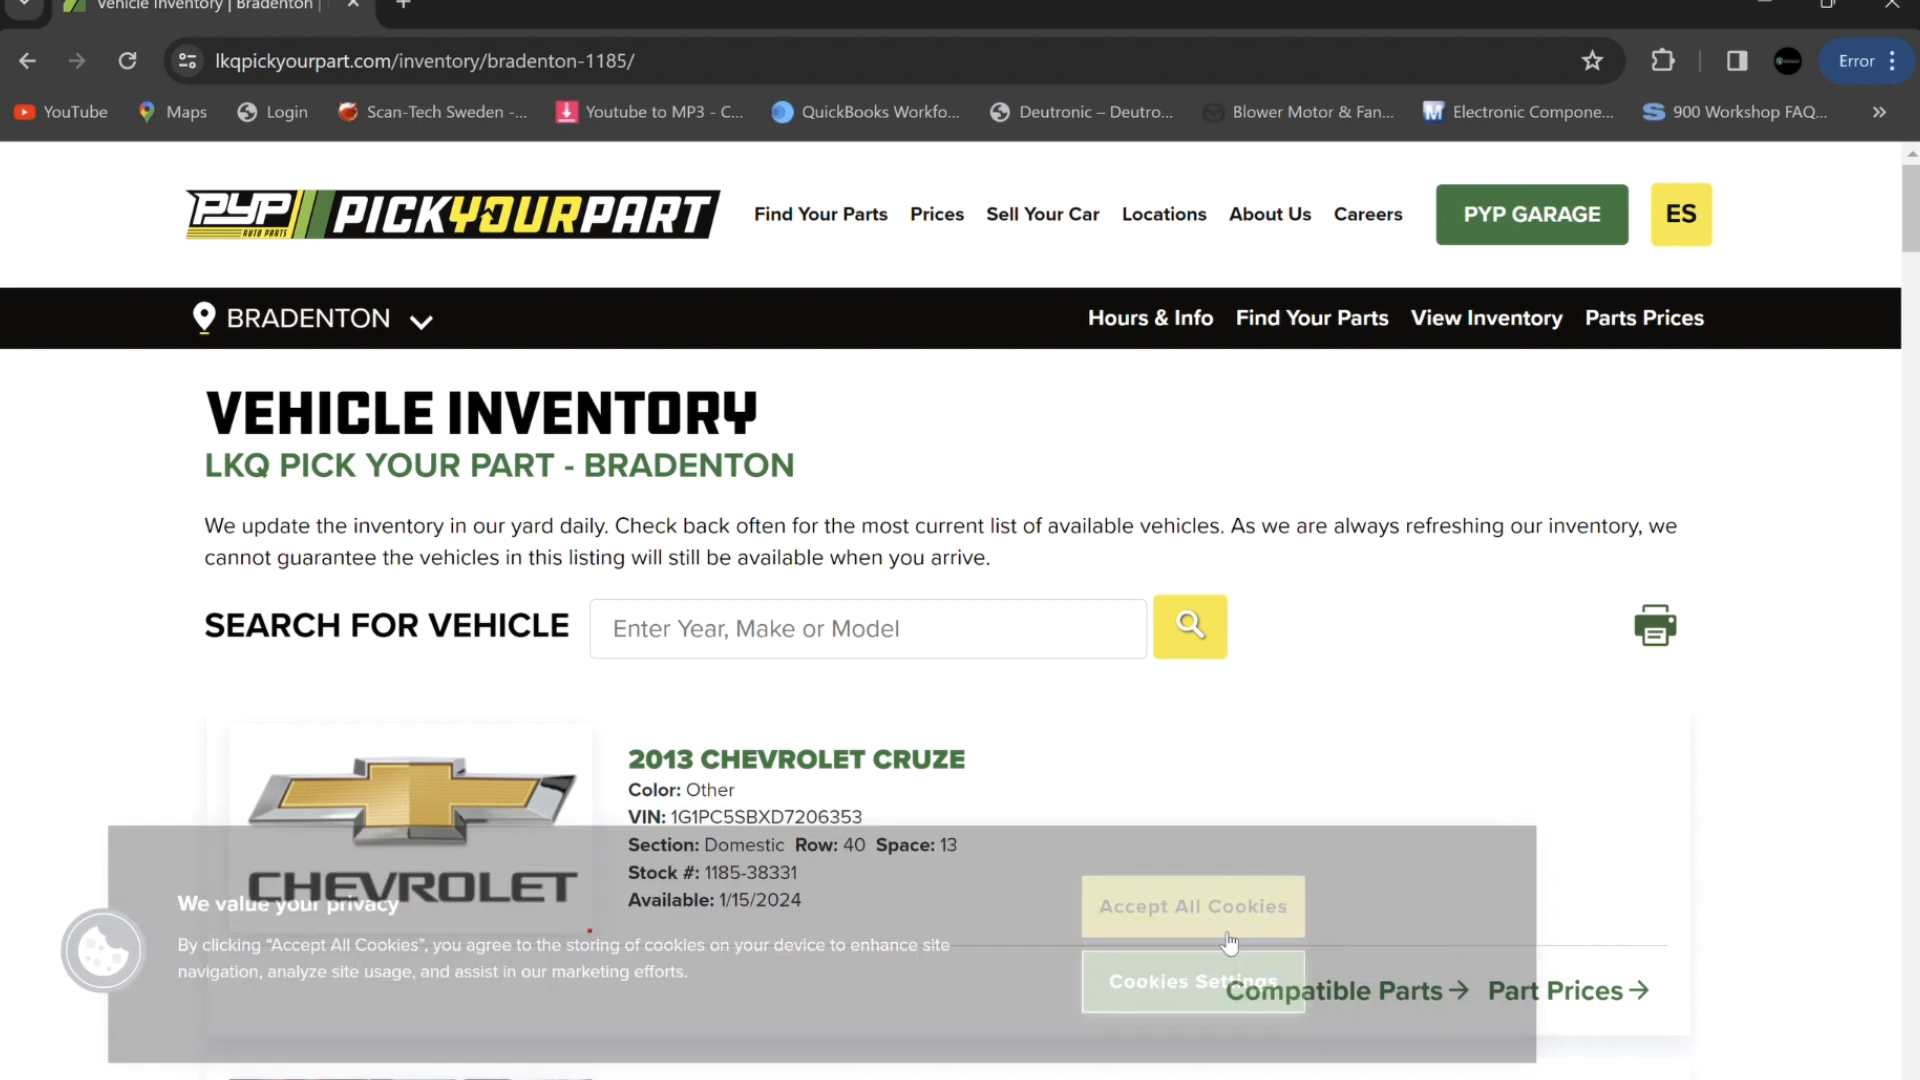 Vehicle Inventory | Bradenton |
lkqpickyourpart.com/inventory/bradenton-1185/
Error
YouTube Maps Login Scan-Tech Sweden -... Youtube to MP3 - C... QuickBooks Workfo... Deutronic – Deutro... Blower Motor & Fan... Electronic Compone... 900 Workshop FAQ...
PYP AUTO PARTS PICKYOURPART
Find Your Parts Prices Sell Your Car Locations About Us Careers PYP GARAGE ES
BRADENTON Hours & Info Find Your Parts View Inventory Parts Prices
VEHICLE INVENTORY
LKQ PICK YOUR PART - BRADENTON
We update the inventory in our yard daily. Check back often for the most current list of available vehicles. As we are always refreshing our inventory, we
cannot guarantee the vehicles in this listing will still be available when you arrive.
SEARCH FOR VEHICLE Enter Year, Make or Model
2013 CHEVROLET CRUZE
Color: Other
VIN: 1G1PC5SBXD7206353
Section: Domestic Row: 40 Space: 13
Stock #: 1185-38331
Available: 1/15/2024
CHEVROLET
We value your privacy
By clicking “Accept All Cookies”, you agree to the storing of cookies on your device to enhance site
navigation, analyze site usage, and assist in our marketing efforts.
Accept All Cookies
Cookies Settings
Compatible Parts Part Prices